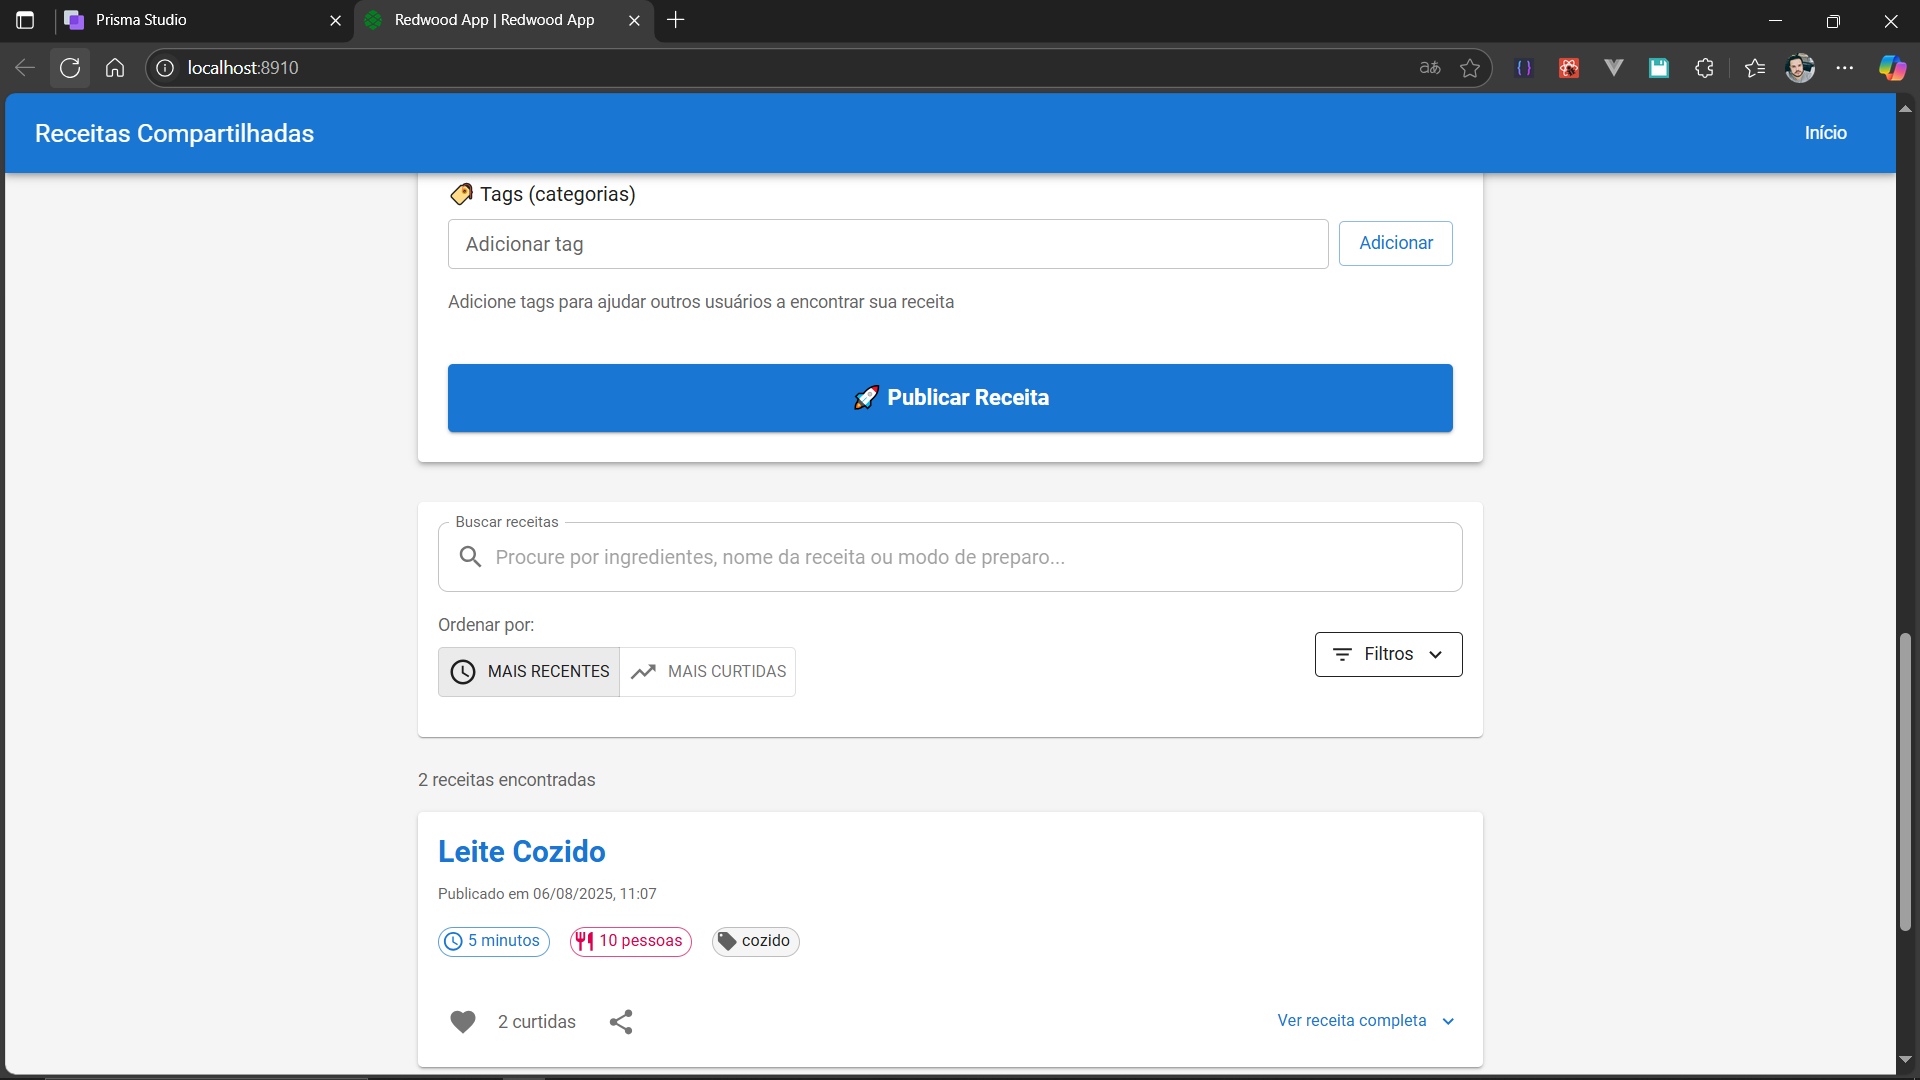 Prisma Studio
Redwood App | Redwood App
localhost:8910
Receitas Compartilhadas
Início
Tags (categorias)
Adicionar tag
Adicionar
Adicione tags para ajudar outros usuários a encontrar sua receita
Publicar Receita
Buscar receitas
Procure por ingredientes, nome da receita ou modo de preparo...
Ordenar por:
MAIS RECENTES
MAIS CURTIDAS
Filtros
2 receitas encontradas
Leite Cozido
Publicado em 06/08/2025, 11:07
5 minutos
10 pessoas
cozido
2 curtidas
Ver receita completa